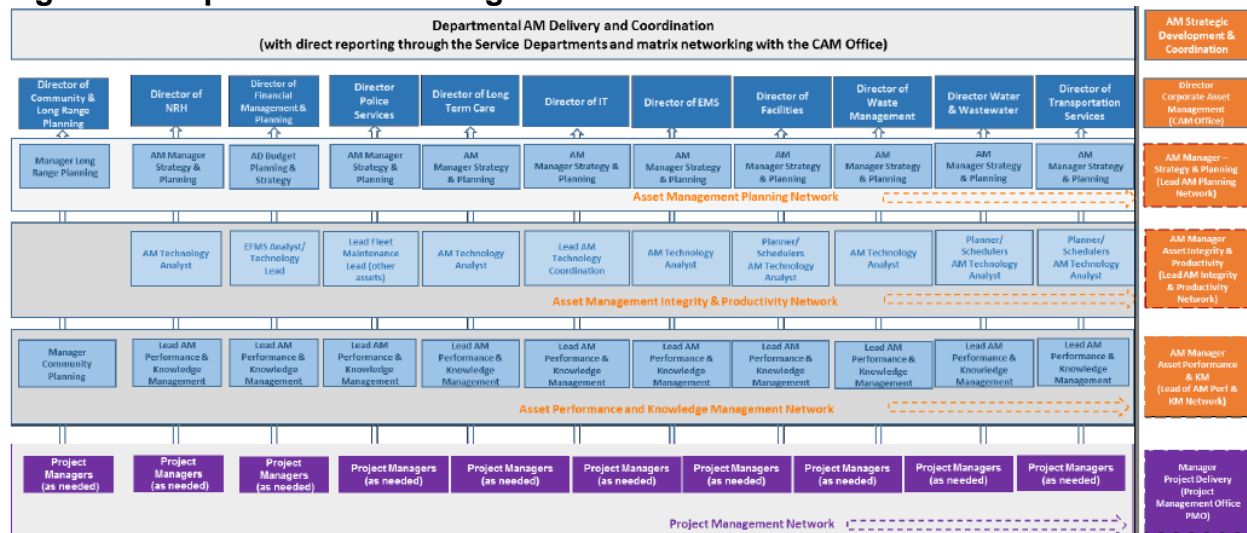 Departmental AM Delivery and Coordination
(with direct reporting through the Service Departments and matrix networking with the CAM Office)
AM Strategic
Development &
Coordination
Director of
Community &
Long Range
Planning
Director of
NRH
Director of
Financial
Management &
Planning
Director
Police
Services
Director of Long
Term Care
Director of IT
Director of EMS
Director of
Facilities
Director of
Waste
Management
Director Water
& Wastewater
Director of
Transportation
Services
Director
Corporate Asset
Management
(CAM Office)
Manager Long
Range Planning
AM Manager
Strategy &
Planning
AD Budget
Planning &
Strategy
AM Manager
Strategy &
Planning
AM
Manager Strategy
& Planning
AM
Manager Strategy &
Planning
AM
Manager Strategy
& Planning
AM
Manager Strategy
& Planning
AM
Manager Strategy
& Planning
AM
Manager Strategy
& Planning
AM
Manager Strategy
& Planning
AM Manager –
Strategy & Planning
(Lead AM Planning
Network)
Asset Management Planning Network
AM Technology
Analyst
EFMS Analyst/
Technology
Lead
Lead Fleet
Maintenance
Lead (other
assets)
AM Technology
Analyst
Lead AM
Technology
Coordination
AM Technology
Analyst
Planner/
Schedulers
AM Technology
Analyst
AM Technology
Analyst
Planner/
Schedulers
AM Technology
Analyst
Planner/
Schedulers
AM Technology
Analyst
AM Manager
Asset Integrity &
Productivity
(Lead AM Integrity
& Productivity
Network)
Asset Management Integrity & Productivity Network
Manager
Community
Planning
Lead AM
Performance &
Knowledge
Management
Lead AM
Performance &
Knowledge
Management
Lead AM
Performance &
Knowledge
Management
Lead AM
Performance &
Knowledge
Management
Lead AM
Performance &
Knowledge
Management
Lead AM
Performance &
Knowledge
Management
Lead AM
Performance &
Knowledge
Management
Lead AM
Performance &
Knowledge
Management
Lead AM
Performance &
Knowledge
Management
Lead AM
Performance &
Knowledge
Management
AM Manager
Asset Performance
& KM
(Lead of AM Perf &
KM Network)
Asset Performance and Knowledge Management Network
Project
Managers
(as needed)
Project
Managers
(as needed)
Project
Managers
(as needed)
Project Managers
(as needed)
Project Managers
(as needed)
Project Managers
(as needed)
Project Managers
(as needed)
Project Managers
(as needed)
Project Managers
(as needed)
Project Managers
(as needed)
Manager
Project Delivery
(Project
Management Office
PMO)
Project Management Network